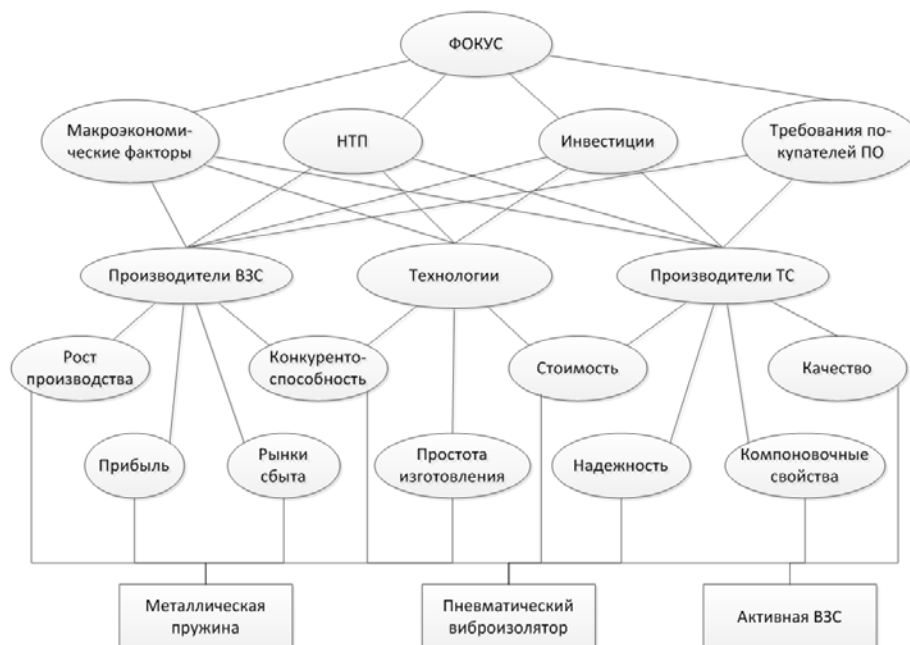 ФОКУС
Макроэкономи-
ческие факторы
НТП
Инвестиции
Требования по-
купателей ПО
Производители ВЗС
Технологии
Производители ТС
Рост
производства
Конкуренто-
способность
Стоимость
Качество
Прибыль
Рынки
сбыта
Простота
изготовления
Надежность
Компоновочные
свойства
Металлическая
пружина
Пневматический
виброизолятор
Активная ВЗС